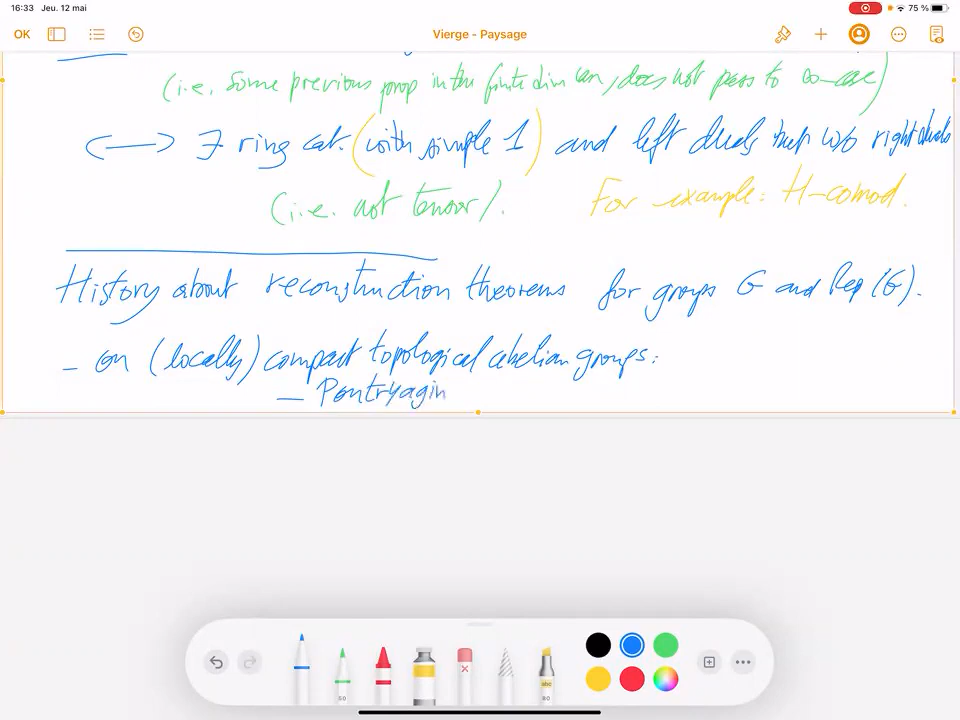 16:33 Jeu. 12 mai
75 %
OK
Vierge - Paysage
(i.e. some previous prop in the finite dim case, does not pass to ∞-case)
⟷ ∃ ring cat. (with simple 1) and left duals but w/o right duals
(i.e. not tensor).
For example: H-comod.
History about reconstruction theorems for groups G and Rep(G).
- on (locally) compact topological abelian groups:
- Pontryagin
50
80